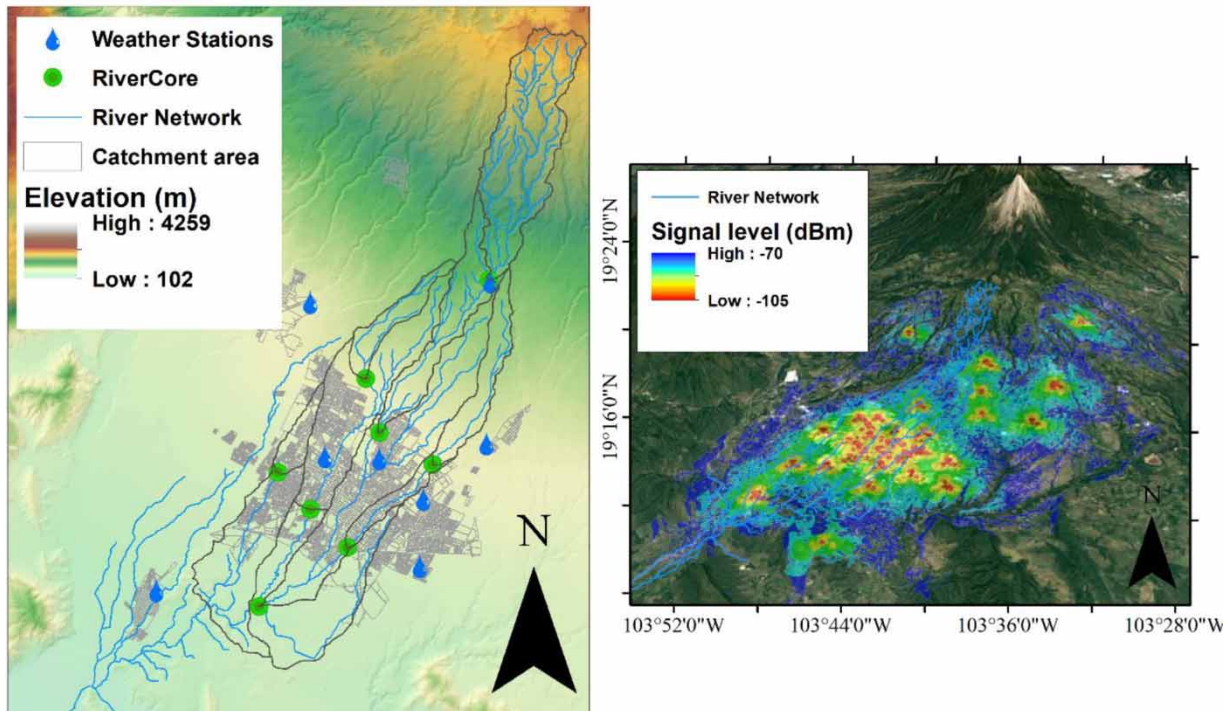 Weather Stations
RiverCore
River Network
Catchment area
Elevation (m)
High : 4259
Low : 102
N
River Network
Signal level (dBm)
High : -70
Low : -105
19°24'0"N
19°16'0"N
N
103°52'0"W
103°44'0"W
103°36'0"W
103°28'0"W